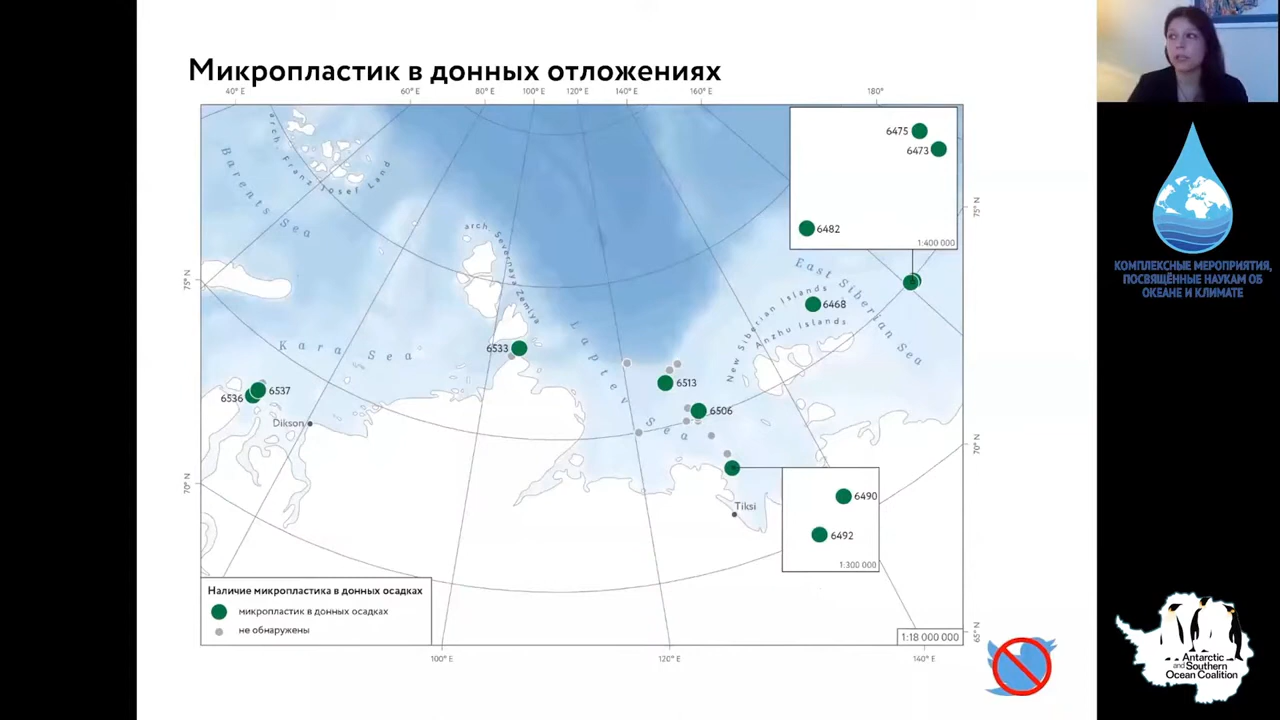 Микропластик в донных отложениях
40° E 60° E 80° E 100° E 120° E 140° E 160° E 180°
arch. Franz Josef Land
Barents Sea
arch Severnaya Zemlya
6475
6473
6482
1:400 000
75° N
75° N
East Siberian Sea
New Siberian Islands
Anzhu Islands
6468
Kara Sea
Laptev Sea
6533
6513
6506
6536
6537
Dikson
70° N
70° N
6490
6492
1:300 000
Tiksi
Наличие микропластика в донных осадках
микропластик в донных осадках
не обнаружены
1:18 000 000
65° N
100° E 120° E 140° E
КОМПЛЕКСНЫЕ МЕРОПРИЯТИЯ,
ПОСВЯЩЁННЫЕ НАУКАМ ОБ
ОКЕАНЕ И КЛИМАТЕ
Antarctic
and Southern
Ocean Coalition